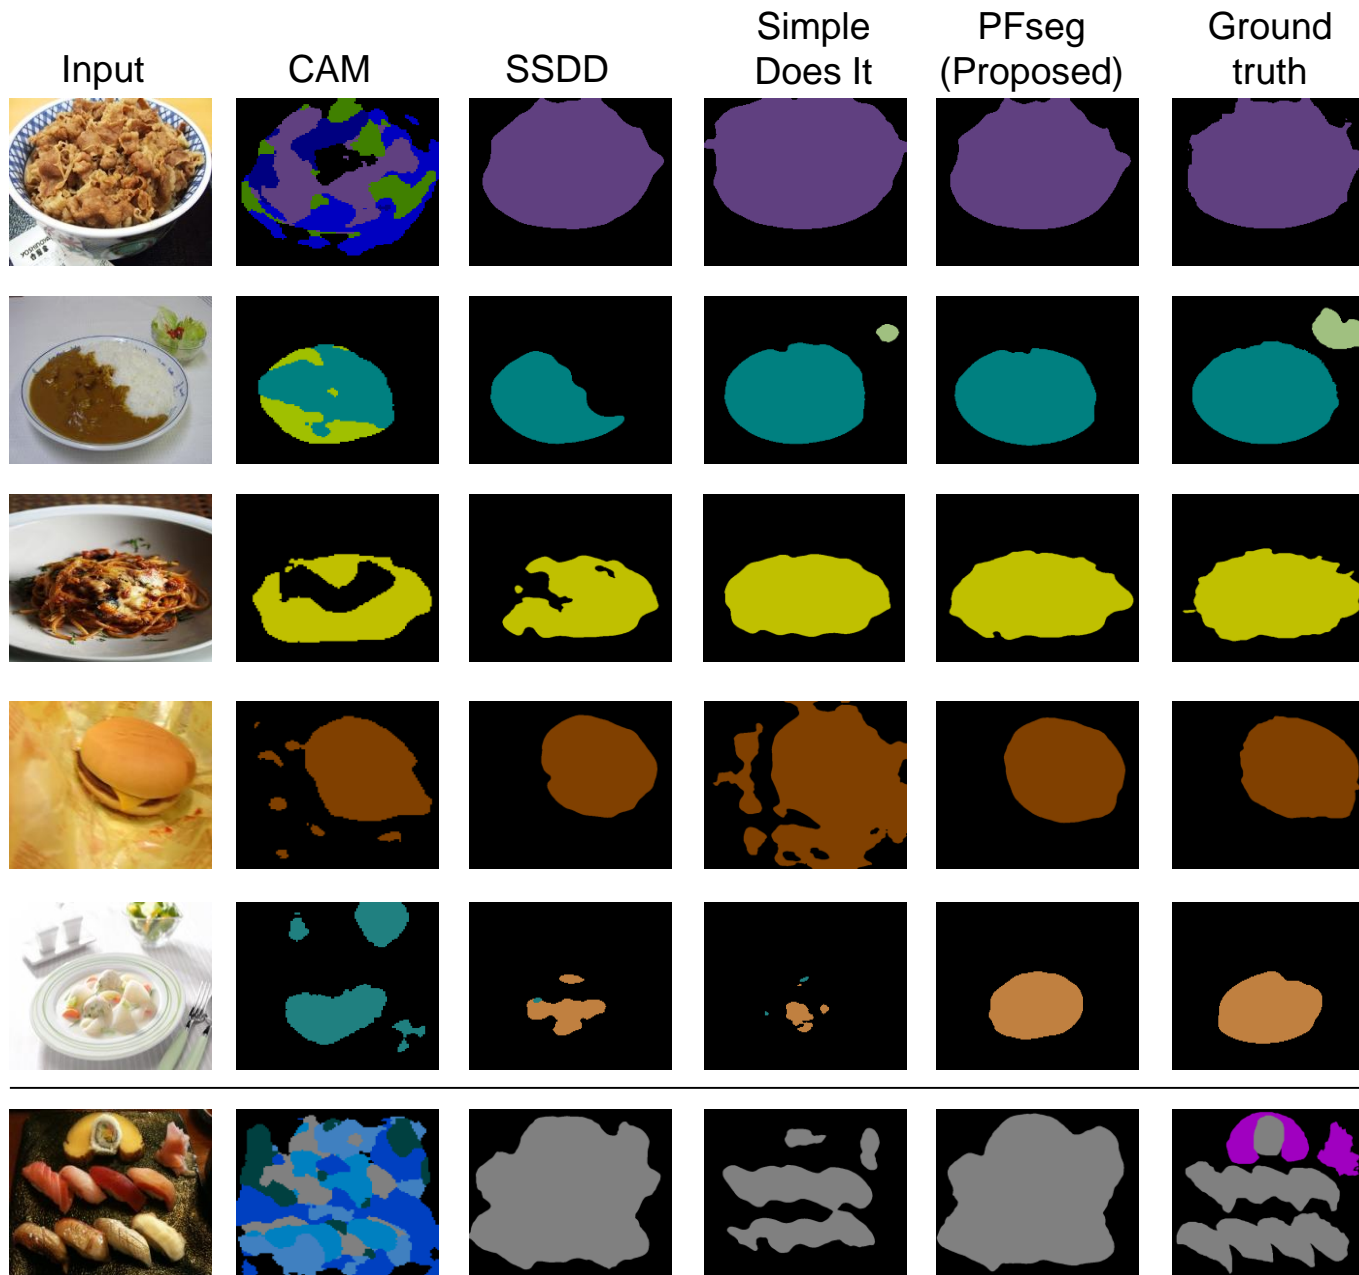 Input
CAM
SSDD
Simple
Does It
PFseg
(Proposed)
Ground
truth